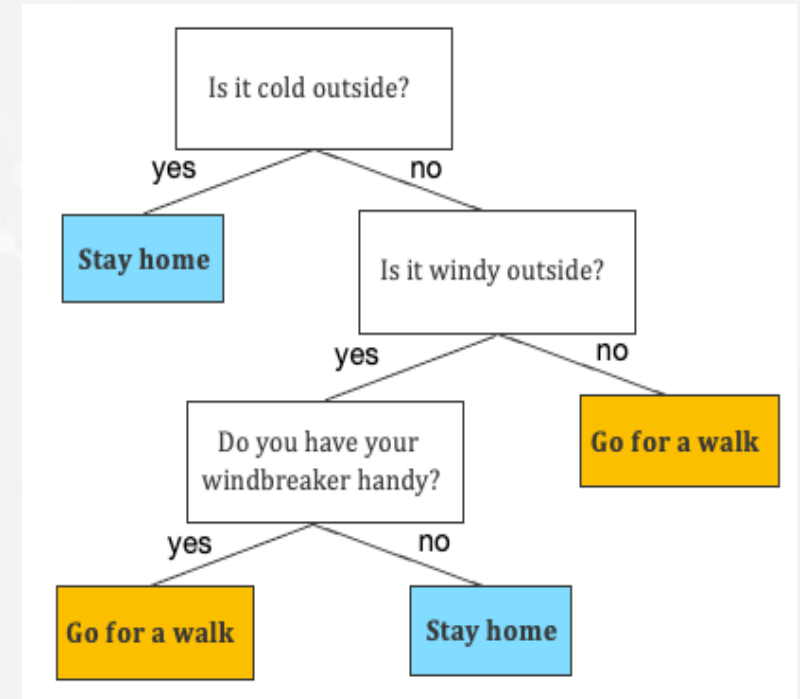 Is it cold outside?
yes
no
Stay home
Is it windy outside?
yes
no
Do you have your
windbreaker handy?
Go for a walk
yes
no
Go for a walk
Stay home